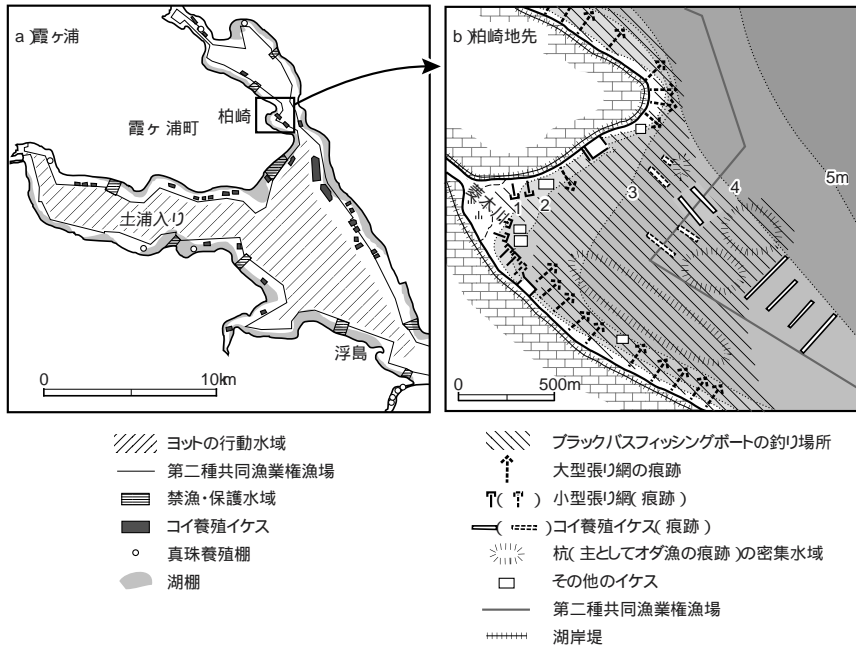 a)霞ヶ浦
霞ヶ浦町
柏崎
土浦入り
浮島
0 10km
b)柏崎地先
菱木川
1
2
3
4
5m
0 500m
ヨットの行動水域
第二種共同漁業権漁場
禁漁・保護水域
コイ養殖イケス
真珠養殖棚
湖棚
ブラックバスフィッシングボートの釣り場所
大型張り網の痕跡
( )小型張り網(痕跡)
( )コイ養殖イケス(痕跡)
杭(主としてオダ漁の痕跡)の密集水域
その他のイケス
第二種共同漁業権漁場
湖岸堤